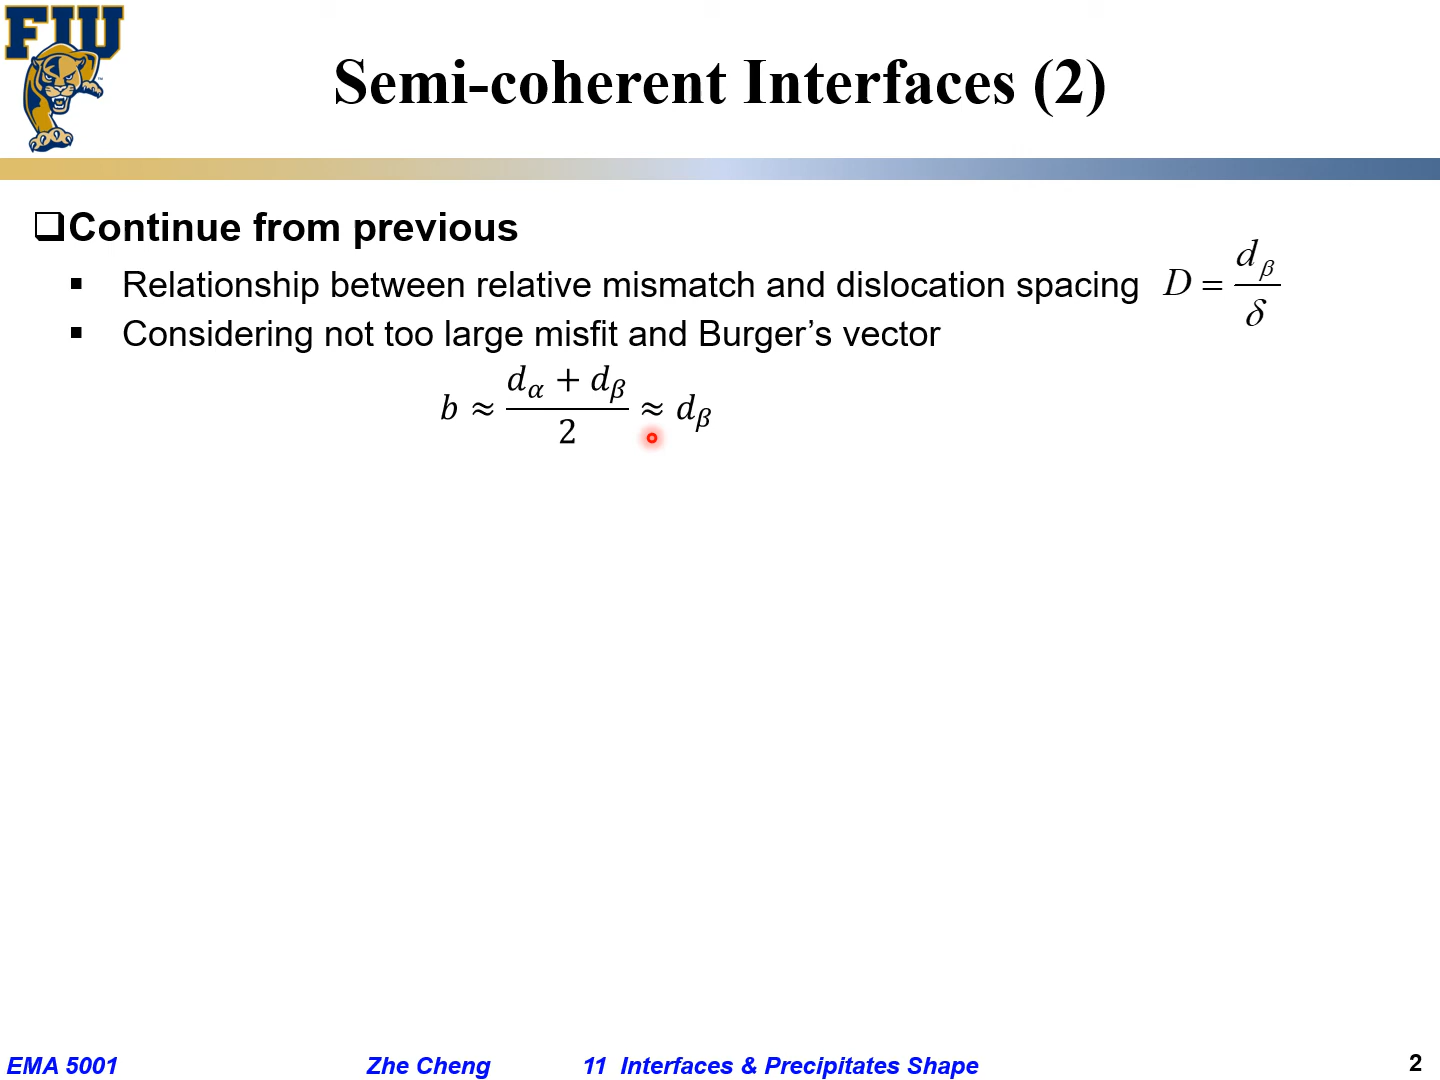 FIU
Semi-coherent Interfaces (2)
❑Continue from previous
▪ Relationship between relative mismatch and dislocation spacing D = d_β / δ
▪ Considering not too large misfit and Burger’s vector
b ≈ (d_α + d_β) / 2 ≈ d_β
EMA 5001 Zhe Cheng 11 Interfaces & Precipitates Shape 2